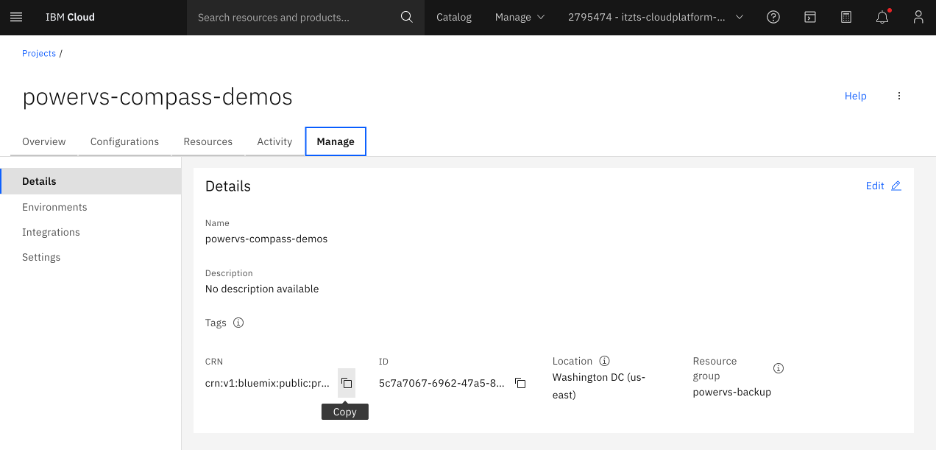 IBM Cloud
Search resources and products...
Catalog
Manage
2795474 - itzts-cloudplatform-...
Projects /
powervs-compass-demos
Help
Overview
Configurations
Resources
Activity
Manage
Details
Environments
Integrations
Settings
Details
Edit
Name
powervs-compass-demos
Description
No description available
Tags
CRN
crn:v1:bluemix:public:pr...
Copy
ID
5c7a7067-6962-47a5-8...
Location
Washington DC (us-
east)
Resource
group
powervs-backup